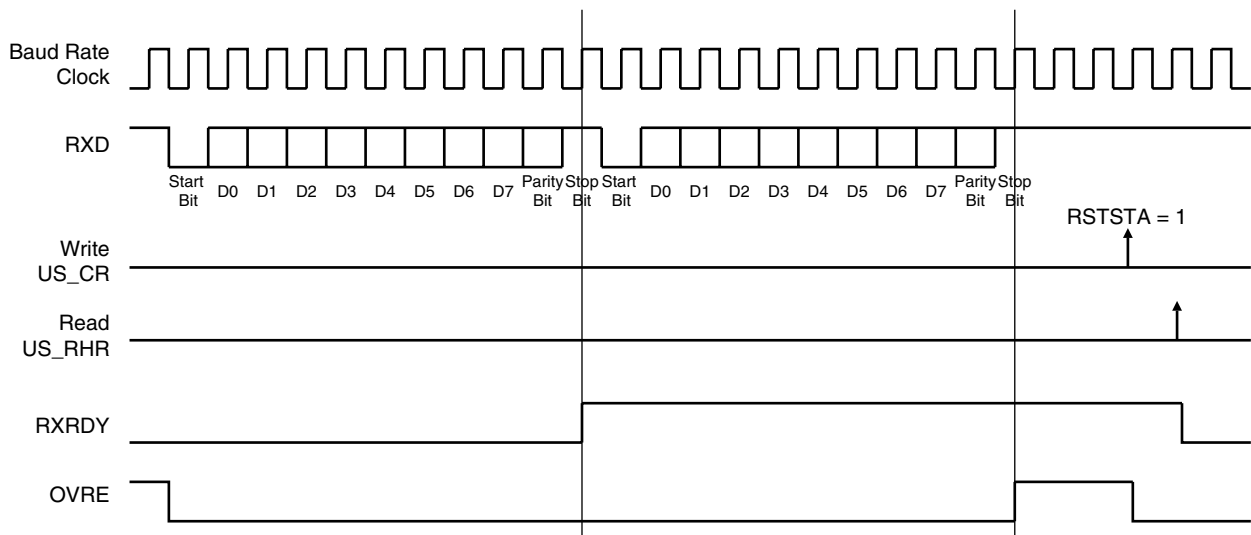 Baud Rate
Clock
RXD
Start
Bit
D0
D1
D2
D3
D4
D5
D6
D7
Parity
Bit
Stop
Bit
Start
Bit
D0
D1
D2
D3
D4
D5
D6
D7
Parity
Bit
Stop
Bit
RSTSTA = 1
Write
US_CR
Read
US_RHR
RXRDY
OVRE